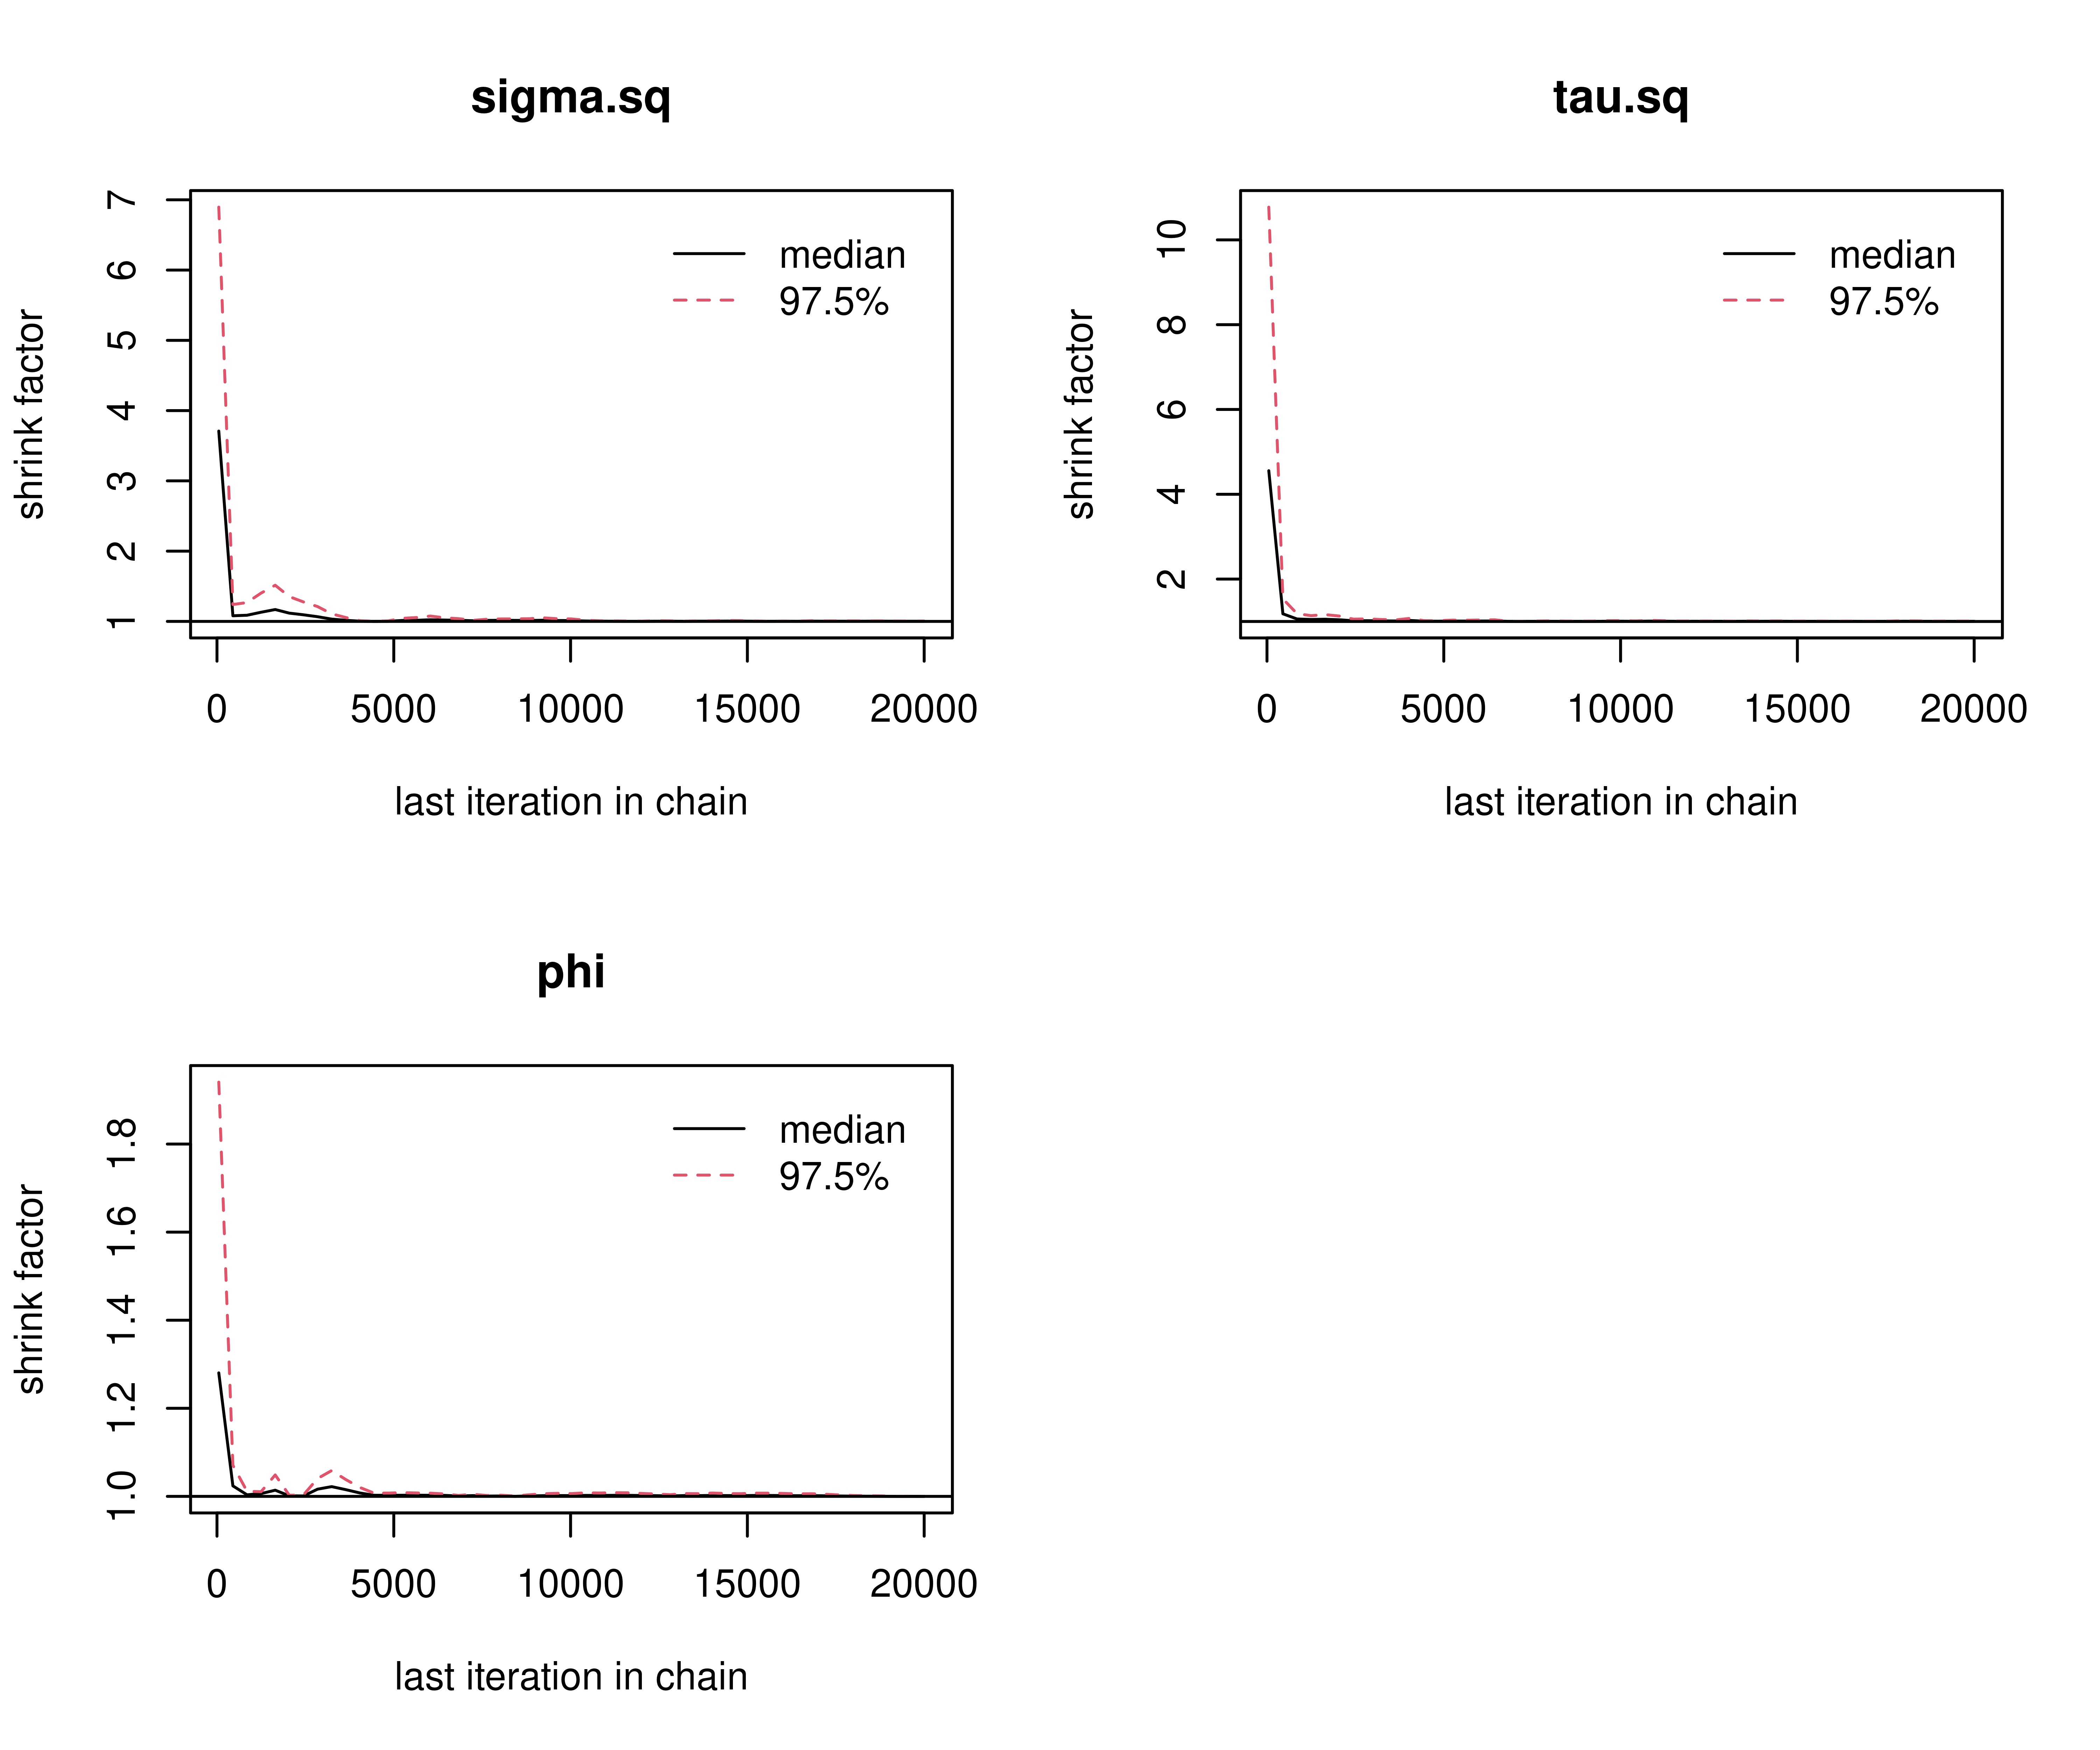 sigma.sq
shrink factor
7
6
5
4
3
2
1
median
97.5%
0 5000 10000 15000 20000
last iteration in chain
tau.sq
shrink factor
10
8
6
4
2
median
97.5%
0 5000 10000 15000 20000
last iteration in chain
phi
shrink factor
1.8
1.6
1.4
1.2
1.0
median
97.5%
0 5000 10000 15000 20000
last iteration in chain